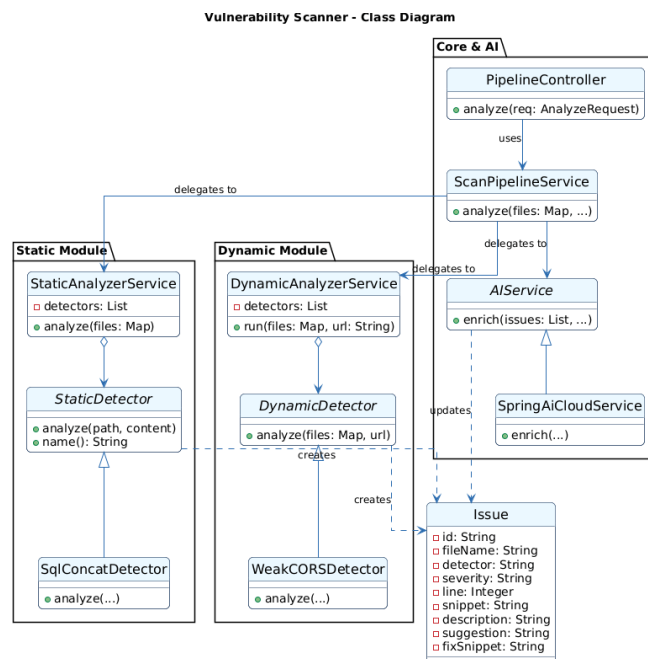 Vulnerability Scanner - Class Diagram
Core & AI
PipelineController
analyze(req: AnalyzeRequest)
uses
ScanPipelineService
analyze(files: Map, ...)
delegates to
delegates to
delegates to
Static Module
StaticAnalyzerService
detectors: List
analyze(files: Map)
StaticDetector
analyze(path, content)
name(): String
SqlConcatDetector
analyze(...)
Dynamic Module
DynamicAnalyzerService
detectors: List
run(files: Map, url: String)
DynamicDetector
analyze(files: Map, url)
WeakCORSDetector
analyze(...)
AIService
enrich(issues: List, ...)
SpringAiCloudService
enrich(...)
updates
creates
creates
Issue
id: String
fileName: String
detector: String
severity: String
line: Integer
snippet: String
description: String
suggestion: String
fixSnippet: String